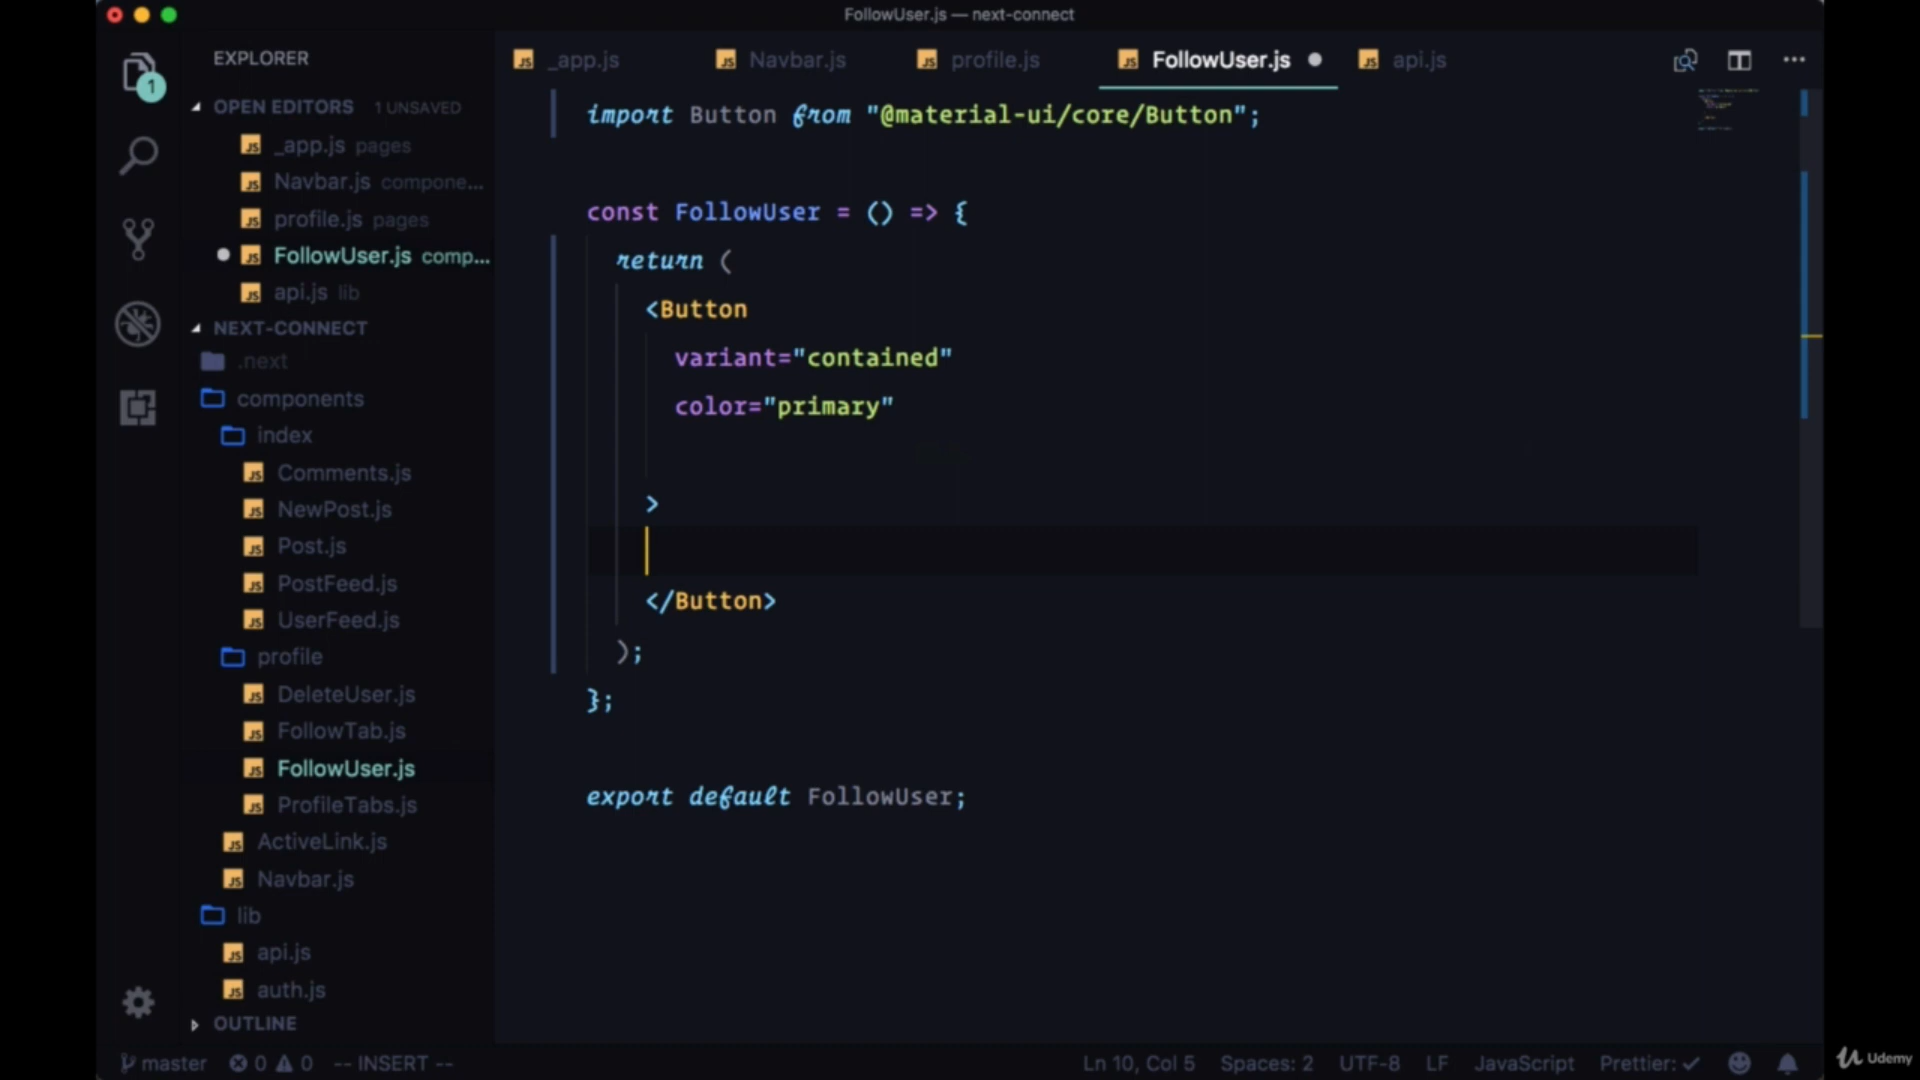 FollowUser.js — next-connect
EXPLORER
OPEN EDITORS 1 UNSAVED
_app.js pages
Navbar.js compone...
profile.js pages
FollowUser.js comp...
api.js lib
NEXT-CONNECT
.next
components
index
Comments.js
NewPost.js
Post.js
PostFeed.js
UserFeed.js
profile
DeleteUser.js
FollowTab.js
FollowUser.js
ProfileTabs.js
ActiveLink.js
Navbar.js
lib
api.js
auth.js
OUTLINE
1
_app.js Navbar.js profile.js FollowUser.js api.js
import Button from "@material-ui/core/Button";
const FollowUser = () => {
return (
<Button
variant="contained"
color="primary"
>
</Button>
);
};
export default FollowUser;
master 0 0 -- INSERT -- Ln 10, Col 5 Spaces: 2 UTF-8 LF JavaScript Prettier: ✓
Udemy